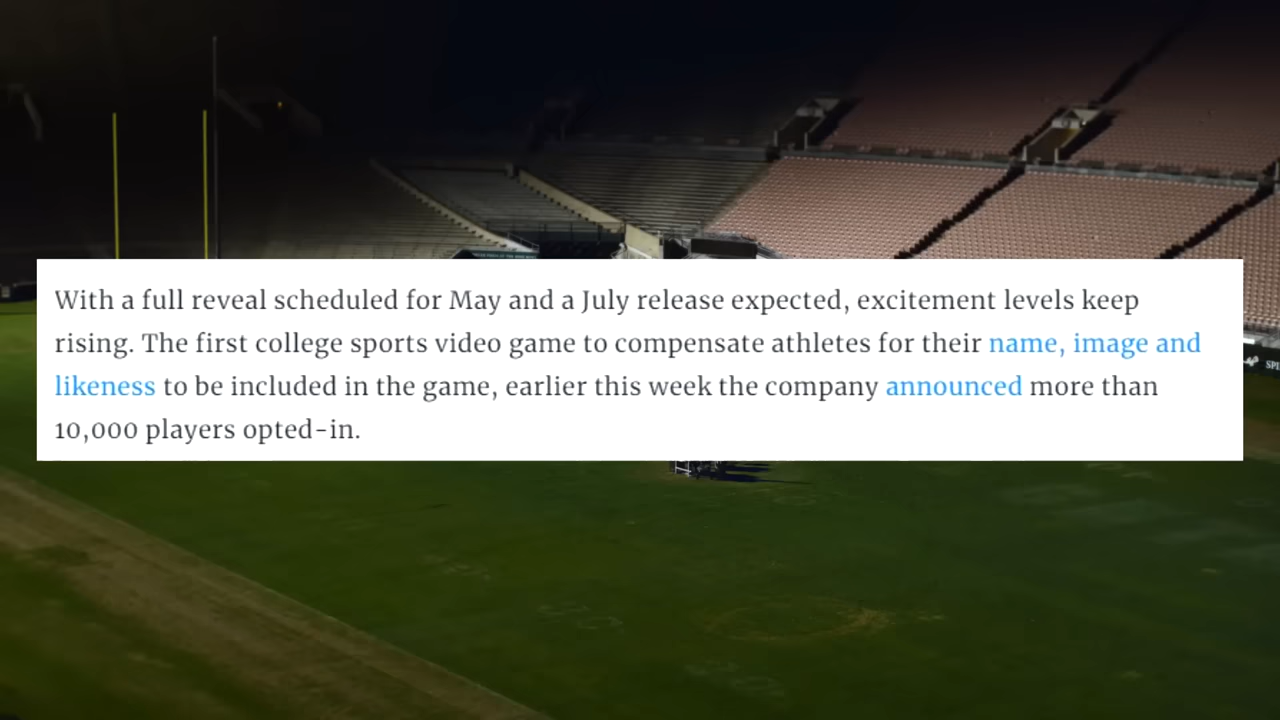 With a full reveal scheduled for May and a July release expected, excitement levels keep
rising. The first college sports video game to compensate athletes for their name, image and
likeness to be included in the game, earlier this week the company announced more than
10,000 players opted-in.